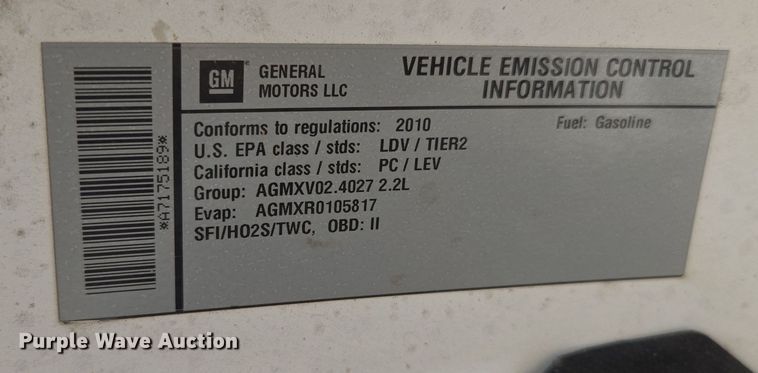 *A7175189*
GM
GENERAL
MOTORS LLC
VEHICLE EMISSION CONTROL
INFORMATION
Conforms to regulations: 2010 Fuel: Gasoline
U.S. EPA class / stds: LDV / TIER2
California class / stds: PC / LEV
Group: AGMXV02.4027 2.2L
Evap: AGMXR0105817
SFI/HO2S/TWC, OBD: II
Purple Wave Auction